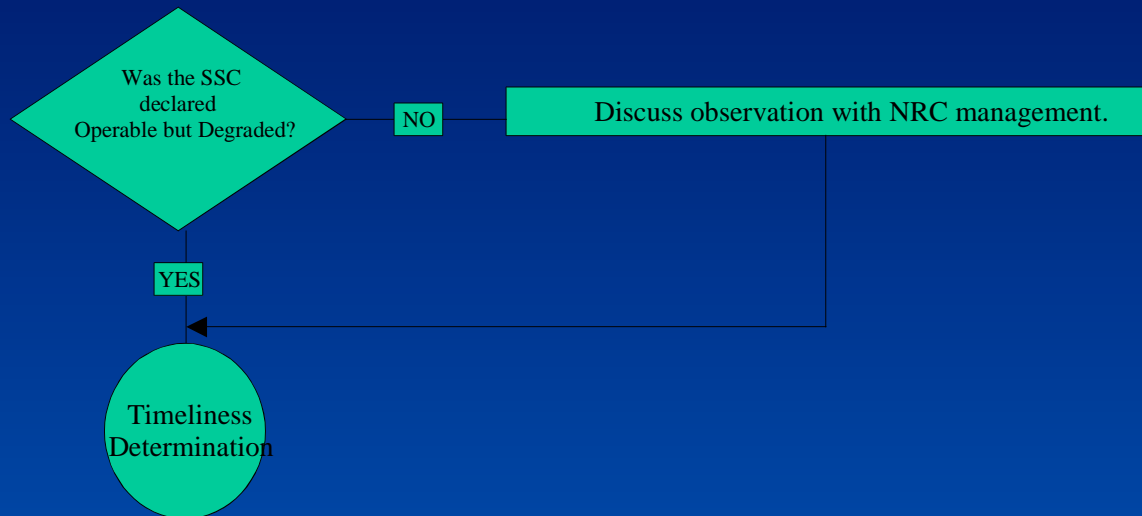 Was the SSC
declared
Operable but Degraded?
NO
Discuss observation with NRC management.
YES
Timeliness
Determination